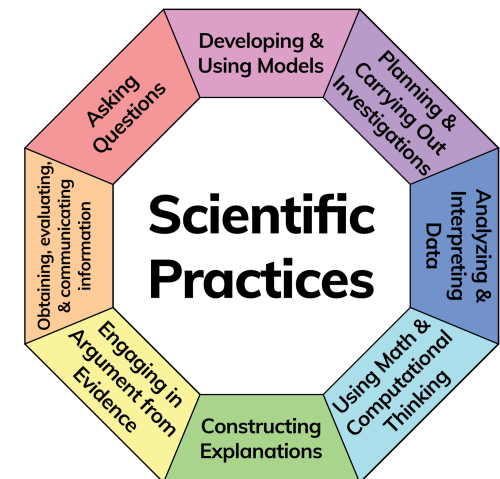 Developing &
Using Models
Planning &
Carrying Out
Investigations
Analyzing &
Interpreting
Data
Using Math &
Computational
Thinking
Constructing
Explanations
Engaging in
Argument from
Evidence
Obtaining, evaluating,
& communicating
information
Asking
Questions
Scientific
Practices